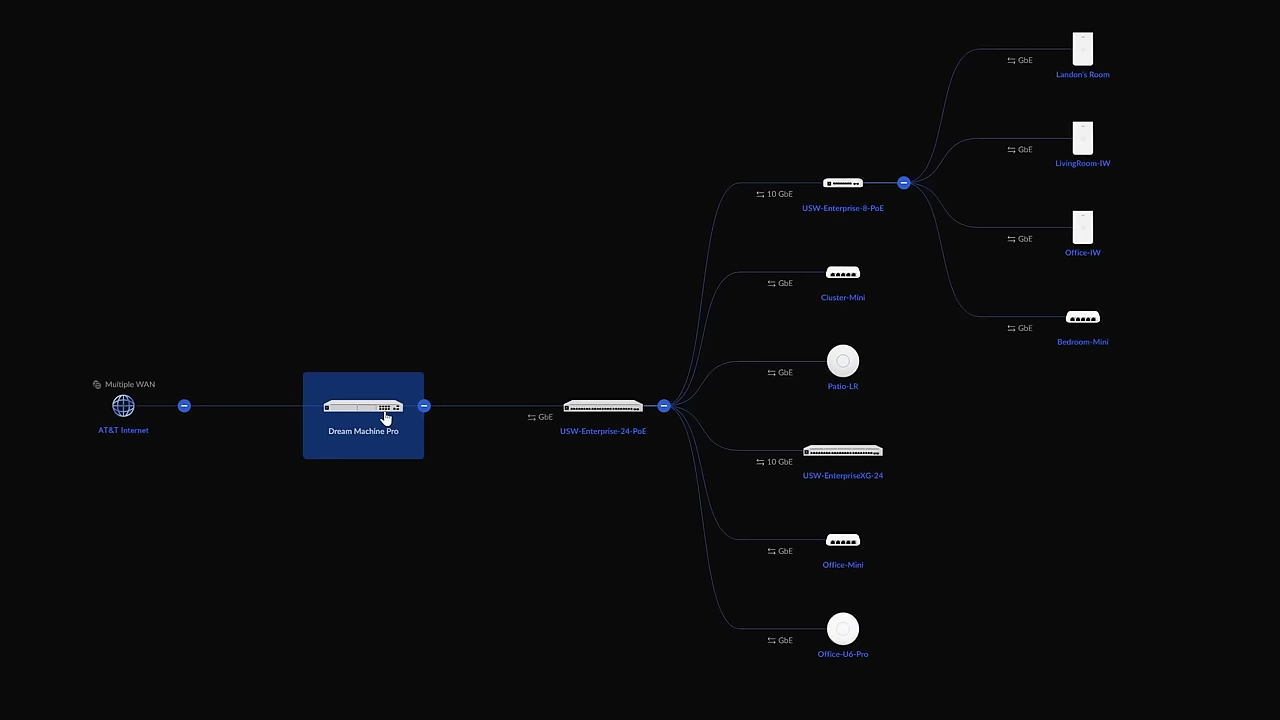 GbE
Landon's Room
GbE
LivingRoom-IW
10 GbE
USW-Enterprise-8-PoE
GbE
Office-IW
GbE
Cluster-Mini
GbE
Bedroom-Mini
GbE
Patio-LR
Multiple WAN
AT&T Internet
Dream Machine Pro
GbE
USW-Enterprise-24-PoE
10 GbE
USW-EnterpriseXG-24
GbE
Office-Mini
GbE
Office-U6-Pro